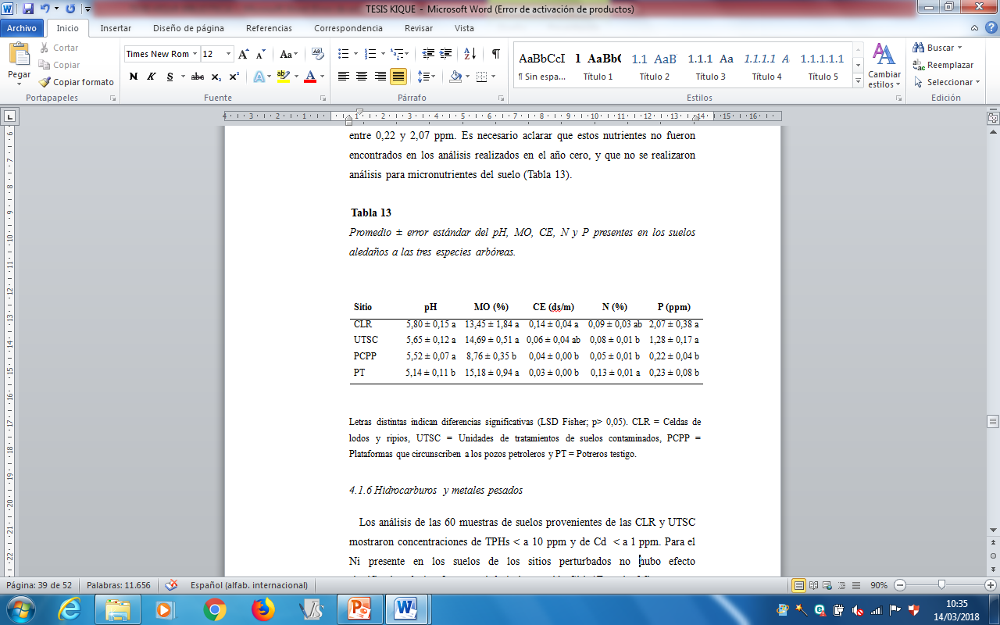 TESIS KIQUE - Microsoft Word (Error de activación de productos)
Archivo Inicio Insertar Diseño de página Referencias Correspondencia Revisar Vista
Pegar
Cortar
Copiar
Copiar formato
Portapapeles
Times New Rom 12
N K S abc x₂ x²
Fuente
Párrafo
AaBbCcI 1 AaBb( 1.1 AaB 1.1.1 Aa 1.1.1.1 A 1.1.1.1.1
¶ Sin espa... Título 1 Título 2 Título 3 Título 4 Título 5
Estilos
Cambiar estilos
Buscar
Reemplazar
Seleccionar
Edición
entre 0,22 y 2,07 ppm. Es necesario aclarar que estos nutrientes no fueron
encontrados en los análisis realizados en el año cero, y que no se realizaron
análisis para micronutrientes del suelo (Tabla 13).
Tabla 13
Promedio ± error estándar del pH, MO, CE, N y P presentes en los suelos
aledaños a las tres especies arbóreas.
Sitio pH MO (%) CE (ds/m) N (%) P (ppm)
CLR 5,80 ± 0,15 a 13,45 ± 1,84 a 0,14 ± 0,04 a 0,09 ± 0,03 ab 2,07 ± 0,38 a
UTSC 5,65 ± 0,12 a 14,69 ± 0,51 a 0,06 ± 0,04 ab 0,08 ± 0,01 b 1,28 ± 0,17 a
PCPP 5,52 ± 0,07 a 8,76 ± 0,35 b 0,04 ± 0,00 b 0,05 ± 0,01 b 0,22 ± 0,04 b
PT 5,14 ± 0,11 b 15,18 ± 0,94 a 0,03 ± 0,00 b 0,13 ± 0,01 a 0,23 ± 0,08 b
Letras distintas indican diferencias significativas (LSD Fisher; p> 0,05). CLR = Celdas de
lodos y ripios, UTSC = Unidades de tratamientos de suelos contaminados, PCPP =
Plataformas que circunscriben a los pozos petroleros y PT = Potreros testigo.
4.1.6 Hidrocarburos y metales pesados
Los análisis de las 60 muestras de suelos provenientes de las CLR y UTSC
mostraron concentraciones de TPHs < a 10 ppm y de Cd < a 1 ppm. Para el
Ni presente en los suelos de los sitios perturbados no hubo efecto
Página: 39 de 52 Palabras: 11.656 Español (alfab. internacional) 90%
10:35
14/03/2018